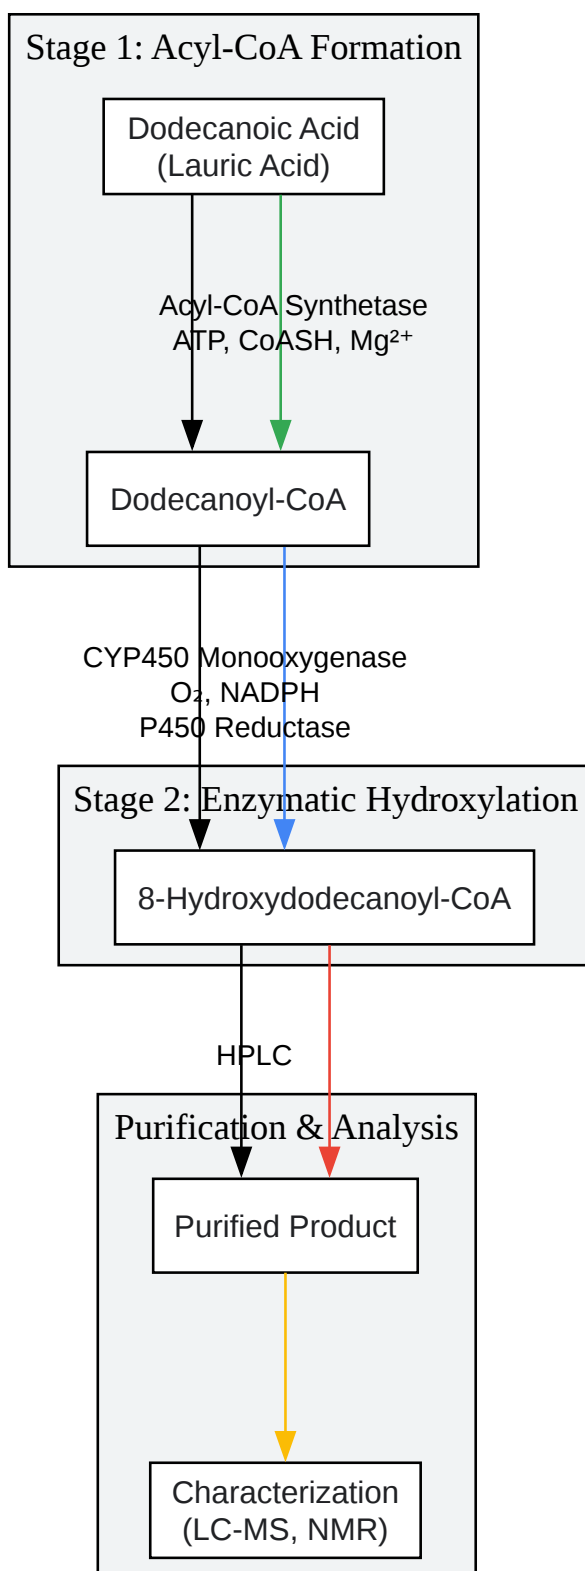 Stage 1: Acyl-CoA Formation
Dodecanoic Acid
(Lauric Acid)
Acyl-CoA Synthetase
ATP, CoASH, Mg²⁺
Dodecanoyl-CoA
CYP450 Monooxygenase
O₂, NADPH
P450 Reductase
Stage 2: Enzymatic Hydroxylation
8-Hydroxydodecanoyl-CoA
HPLC
Purification & Analysis
Purified Product
Characterization
(LC-MS, NMR)